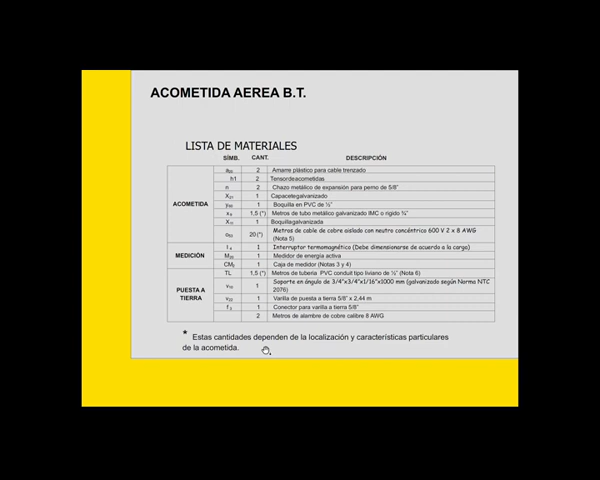 ACOMETIDA AEREA B.T.
LISTA DE MATERIALES
SÍMB. CANT. DESCRIPCIÓN
ACOMETIDA
2 Amarre plástico para cable trenzado
h1 2 Tensordeacometidas
n 2 Chazo metálico de expansión para perno de 5/8"
1 Capacetegalvanizado
1 Boquilla en PVC de ½"
1,5 (*) Metros de tubo metálico galvanizado IMC o rígido ¾"
1 Boquillagalvanizada
20 (*) Metros de cable de cobre aislado con neutro concéntrico 600 V 2 x 8 AWG
(Nota 5)
MEDICIÓN
1 Interruptor termomagnético (Debe dimensionarse de acuerdo a la carga)
1 Medidor de energía activa
1 Caja de medidor (Notas 3 y 4)
PUESTA A
TIERRA
TL 1,5 (*) Metros de tuberia PVC conduit tipo liviano de ½" (Nota 6)
1 Soporte en ángulo de 3/4"x3/4"x1/16"x1000 mm (galvanizado según Norma NTC
2076)
1 Varilla de puesta a tierra 5/8" x 2,44 m
1 Conector para varilla a tierra 5/8"
2 Metros de alambre de cobre calibre 8 AWG
* Estas cantidades dependen de la localización y características particulares
de la acometida.